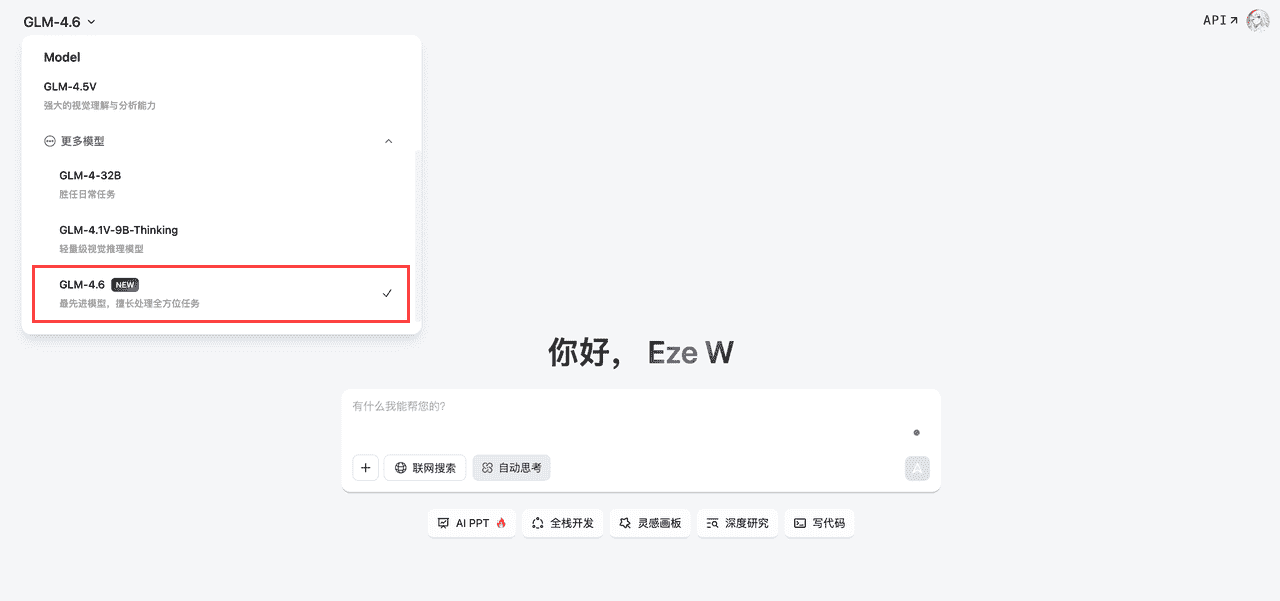 GLM-4.6
API
Model
GLM-4.5V
强大的视觉理解与分析能力
更多模型
GLM-4-32B
胜任日常任务
GLM-4.1V-9B-Thinking
轻量级视觉推理模型
GLM-4.6 NEW
最先进模型，擅长处理全方位任务
你好， Eze W
有什么我能帮您的?
联网搜索 自动思考
AI PPT 全栈开发 灵感画板 深度研究 写代码